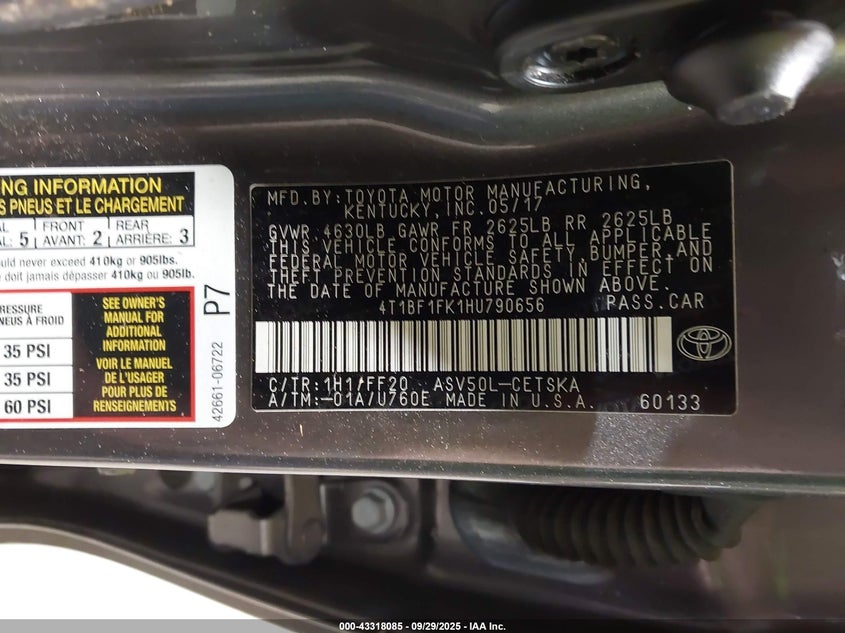 NG INFORMATION
S PNEUS ET LE CHARGEMENT
AL: 5 FRONT AVANT: 2 REAR ARRIÈRE: 3
ould never exceed 410kg or 905lbs.
e doit jamais dépasser 410kg ou 905lb.
RESSURE
NEUS À FROID
35 PSI
35 PSI
60 PSI
SEE OWNER'S
MANUAL FOR
ADDITIONAL
INFORMATION
VOIR LE MANUEL
DE L'USAGER
POUR PLUS DE
RENSEIGNEMENTS
P7
42661-06722
MFD.BY:TOYOTA MOTOR MANUFACTURING,
KENTUCKY, INC.05/17
GVWR 4630LB GAWR FR 2625LB RR 2625LB
THIS VEHICLE CONFORMS TO ALL APPLICABLE
FEDERAL MOTOR VEHICLE SAFETY,BUMPER,AND
THEFT PREVENTION STANDARDS IN EFFECT ON
THE DATE OF MANUFACTURE SHOWN ABOVE.
4T1BF1FK1HU790656 PASS.CAR
C/TR:1H1/FF20 ASV50L-CETSKA
A/TM:-01A/U760E MADE IN U.S.A. 60133
000-43318085 - 09/29/2025 - IAA Inc.